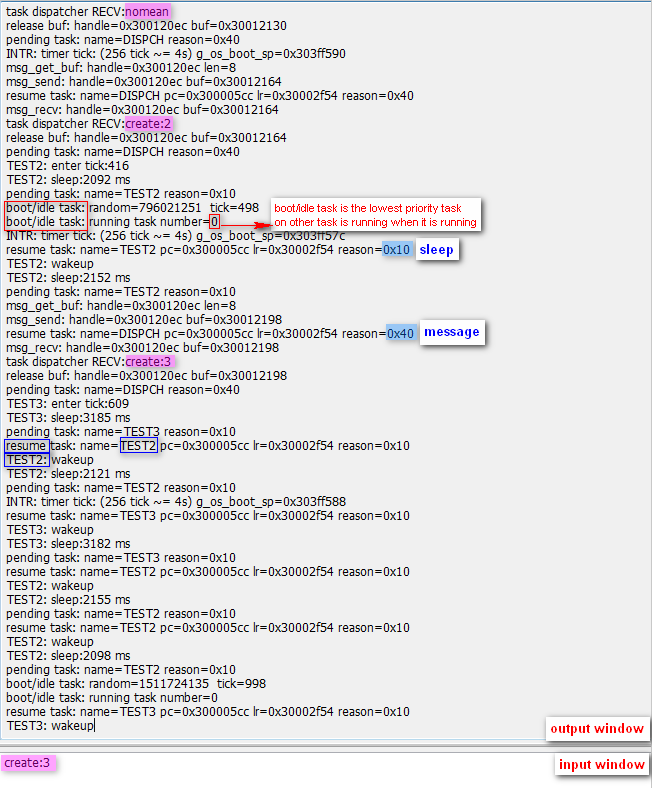 task dispatcher RECV:nomean
release buf: handle=0x300120ec buf=0x30012130
pending task: name=DISPCH reason=0x40
INTR: timer tick: (256 tick ~= 4s) g_os_boot_sp=0x303ff590
msg_get_buf: handle=0x300120ec len=8
msg_send: handle=0x300120ec buf=0x30012164
resume task: name=DISPCH pc=0x300005cc lr=0x30002f54 reason=0x40
msg_recv: handle=0x300120ec buf=0x30012164
task dispatcher RECV:create:2
release buf: handle=0x300120ec buf=0x30012164
pending task: name=DISPCH reason=0x40
TEST2: enter tick:416
TEST2: sleep:2092 ms
pending task: name=TEST2 reason=0x10
boot/idle task: random=796021251  tick=498
boot/idle task: running task number=0
boot/idle task is the lowest priority task
on other task is running when it is running
INTR: timer tick: (256 tick ~= 4s) g_os_boot_sp=0x303ff57c
resume task: name=TEST2 pc=0x300005cc lr=0x30002f54 reason=0x10 sleep
TEST2: wakeup
TEST2: sleep:2152 ms
pending task: name=TEST2 reason=0x10
msg_get_buf: handle=0x300120ec len=8
msg_send: handle=0x300120ec buf=0x30012198
resume task: name=DISPCH pc=0x300005cc lr=0x30002f54 reason=0x40 message
msg_recv: handle=0x300120ec buf=0x30012198
task dispatcher RECV:create:3
release buf: handle=0x300120ec buf=0x30012198
pending task: name=DISPCH reason=0x40
TEST3: enter tick:609
TEST3: sleep:3185 ms
pending task: name=TEST3 reason=0x10
resume task: name=TEST2 pc=0x300005cc lr=0x30002f54 reason=0x10
TEST2: wakeup
TEST2: sleep:2121 ms
pending task: name=TEST2 reason=0x10
INTR: timer tick: (256 tick ~= 4s) g_os_boot_sp=0x303ff588
resume task: name=TEST3 pc=0x300005cc lr=0x30002f54 reason=0x10
TEST3: wakeup
TEST3: sleep:3182 ms
pending task: name=TEST3 reason=0x10
resume task: name=TEST2 pc=0x300005cc lr=0x30002f54 reason=0x10
TEST2: wakeup
TEST2: sleep:2155 ms
pending task: name=TEST2 reason=0x10
resume task: name=TEST2 pc=0x300005cc lr=0x30002f54 reason=0x10
TEST2: wakeup
TEST2: sleep:2098 ms
pending task: name=TEST2 reason=0x10
boot/idle task: random=1511724135  tick=998
boot/idle task: running task number=0
resume task: name=TEST3 pc=0x300005cc lr=0x30002f54 reason=0x10
TEST3: wakeup
output window
create:3
input window